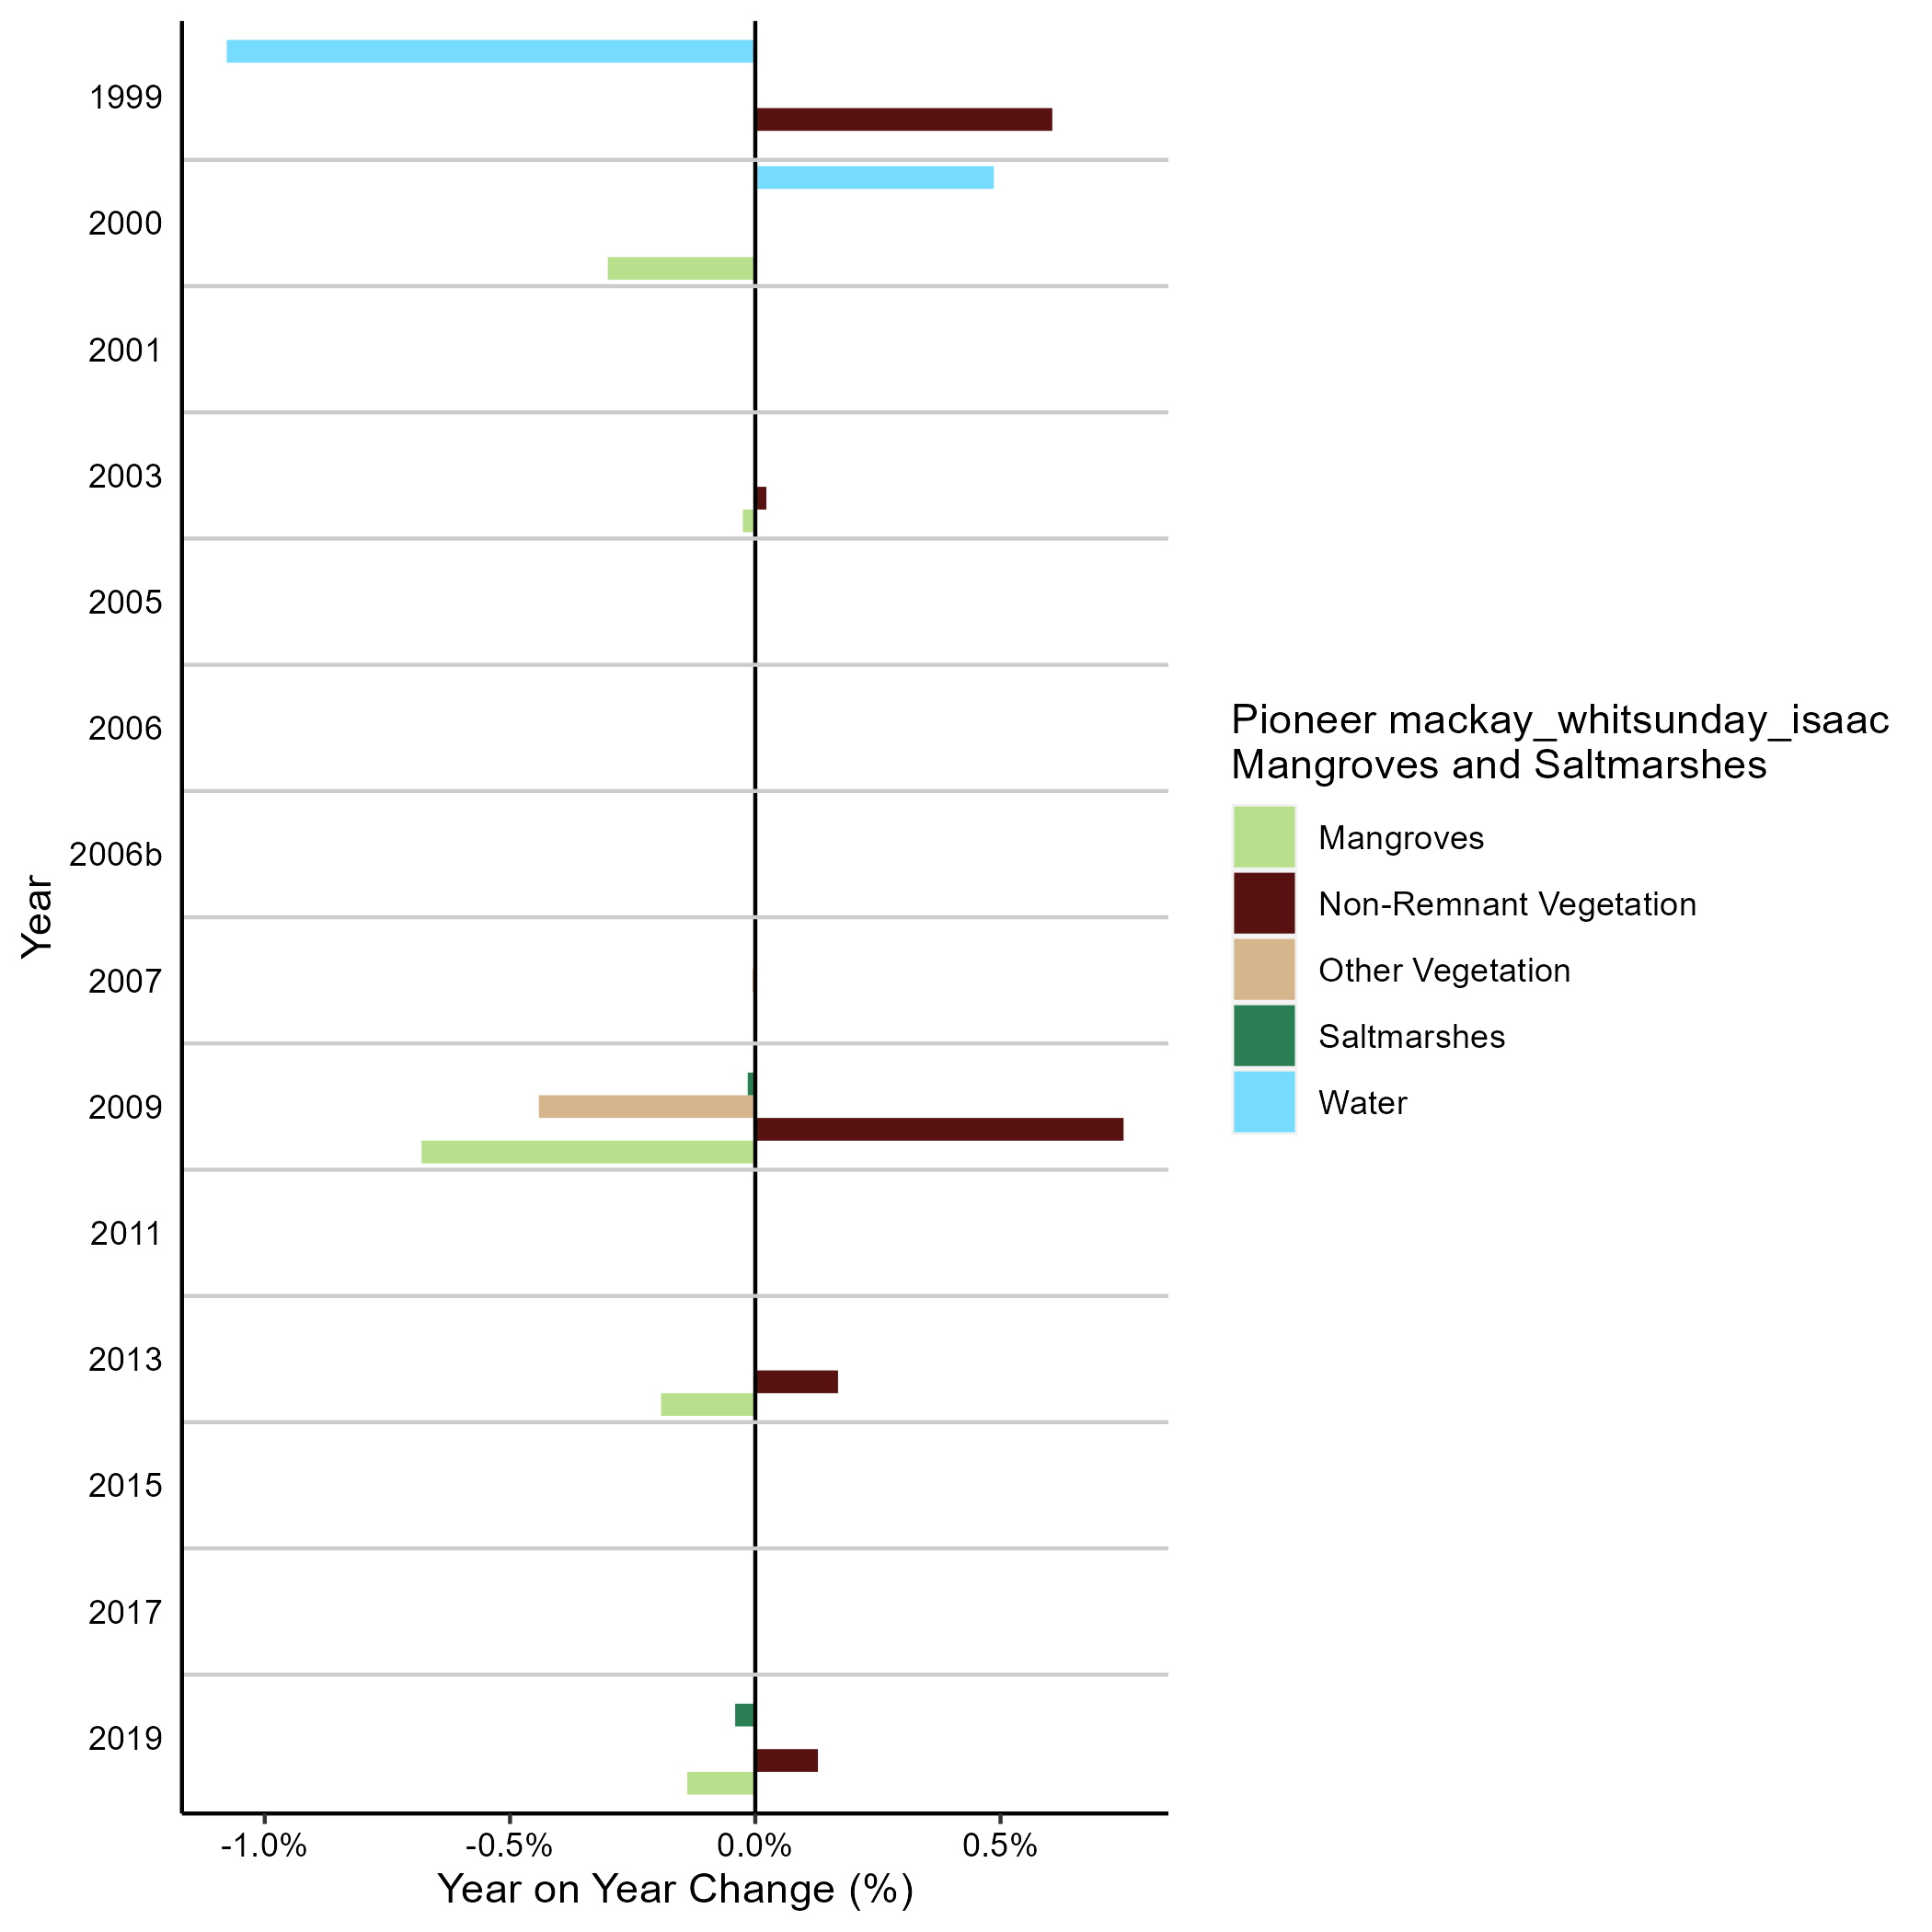 1999
2000
2001
2003
2005
2006
2006b
2007
2009
2011
2013
2015
2017
2019
Year
-1.0%
-0.5%
0.0%
0.5%
Year on Year Change (%)
Pioneer mackay_whitsunday_isaac
Mangroves and Saltmarshes
Mangroves
Non-Remnant Vegetation
Other Vegetation
Saltmarshes
Water